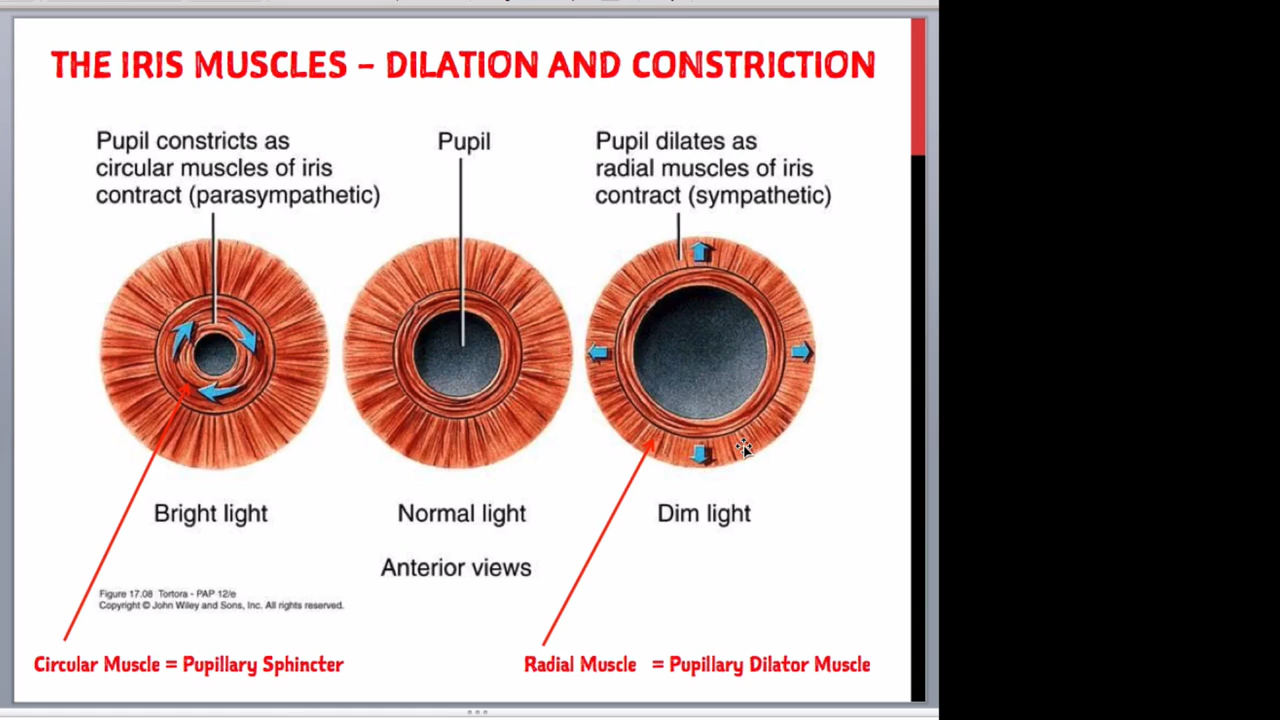 THE IRIS MUSCLES – DILATION AND CONSTRICTION
Pupil constricts as
circular muscles of iris
contract (parasympathetic)
Pupil
Pupil dilates as
radial muscles of iris
contract (sympathetic)
Bright light
Normal light
Dim light
Anterior views
Figure 17.08 Tortora - PAP 12/e
Copyright © John Wiley and Sons, Inc. All rights reserved.
Circular Muscle = Pupillary Sphincter
Radial Muscle = Pupillary Dilator Muscle